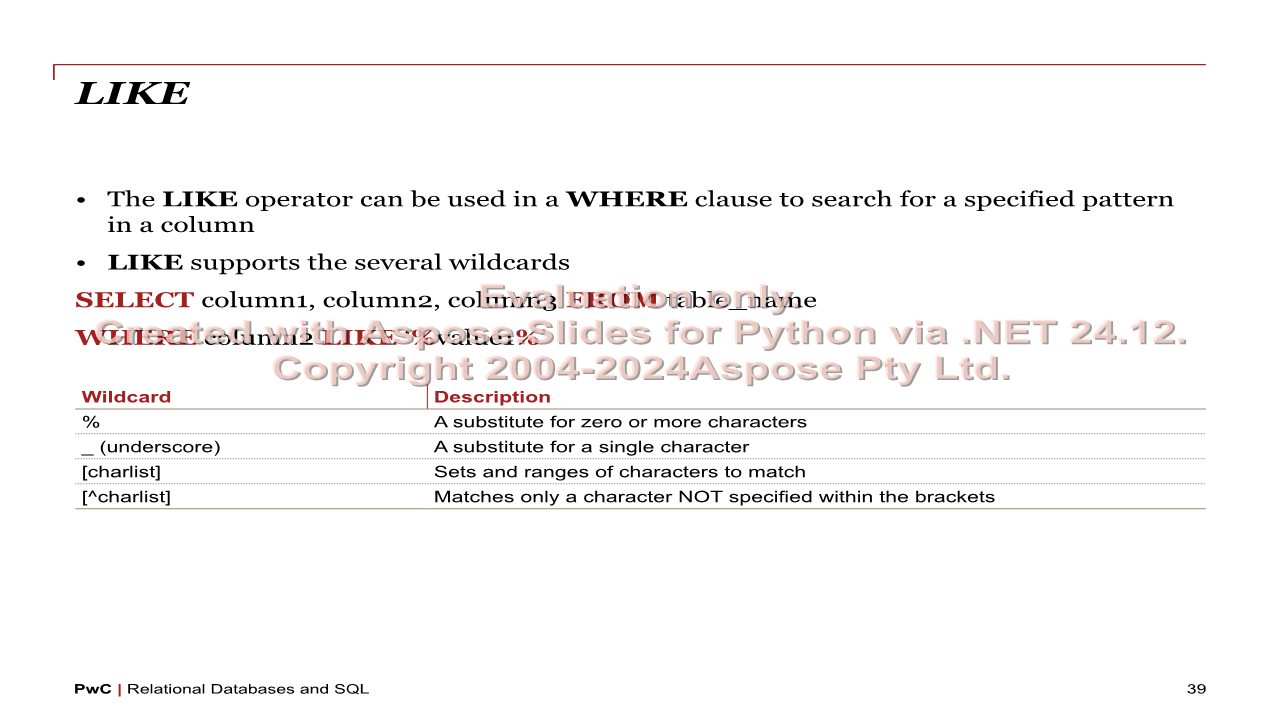 LIKE
• The LIKE operator can be used in a WHERE clause to search for a specified pattern
in a column
• LIKE supports the several wildcards
SELECT column1, column2, column3 FROM table_name
WHERE column2 LIKE '%value1%'
Evaluation only.
Created with Aspose.Slides for Python via .NET 24.12.
Copyright 2004-2024Aspose Pty Ltd.
Wildcard Description
% A substitute for zero or more characters
_ (underscore) A substitute for a single character
[charlist] Sets and ranges of characters to match
[^charlist] Matches only a character NOT specified within the brackets
PwC | Relational Databases and SQL 39